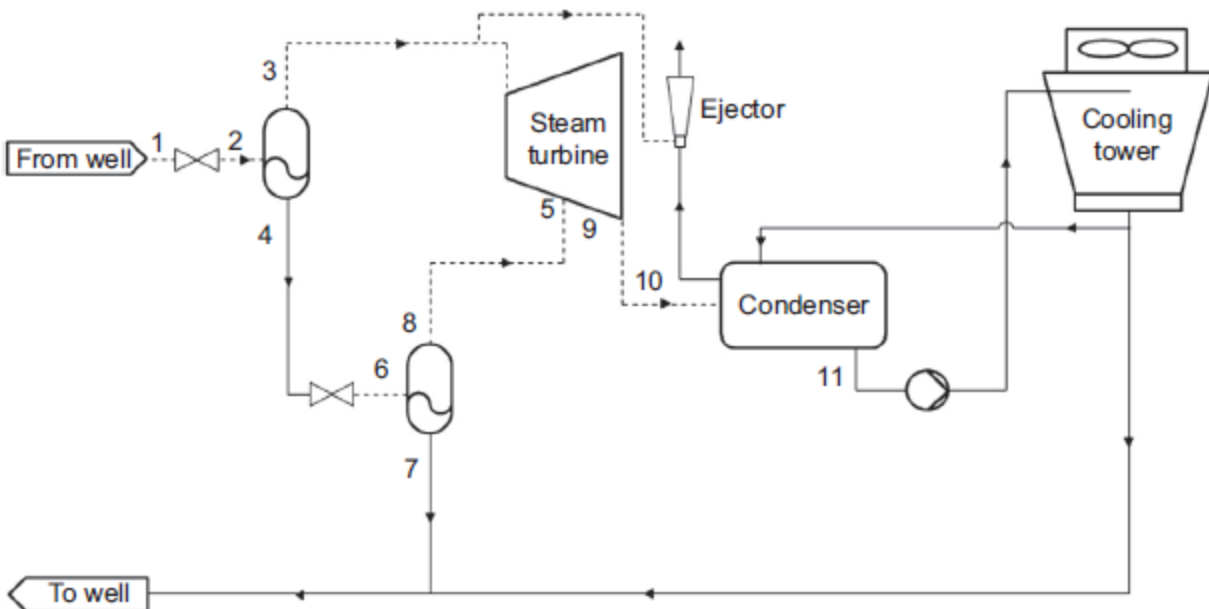 3
From well
1
2
Steam
turbine
Ejector
Cooling
tower
4
5
9
10
Condenser
8
6
11
7
To well